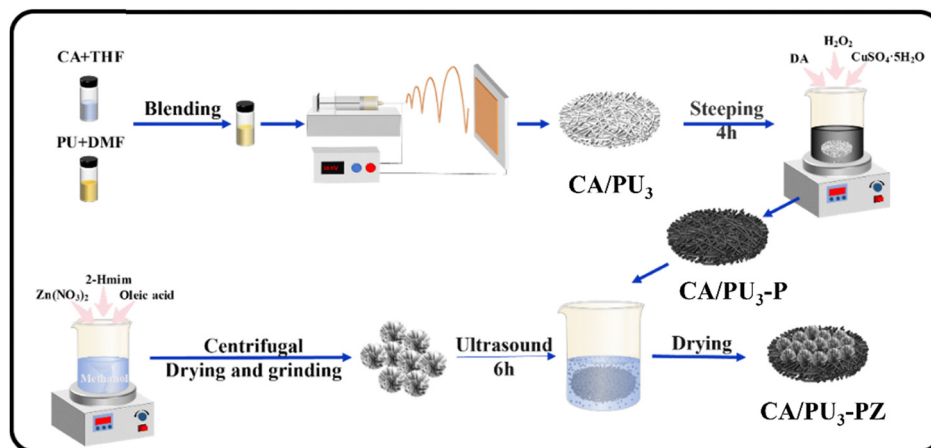 CA+THF
PU+DMF
Blending
CA/PU₃
Steeping
4h
DA
H₂O₂
CuSO₄·5H₂O
CA/PU₃-P
Zn(NO₃)₂
2-Hmim
Oleic acid
Methanol
Centrifugal
Drying and grinding
Ultrasound
6h
Drying
CA/PU₃-PZ